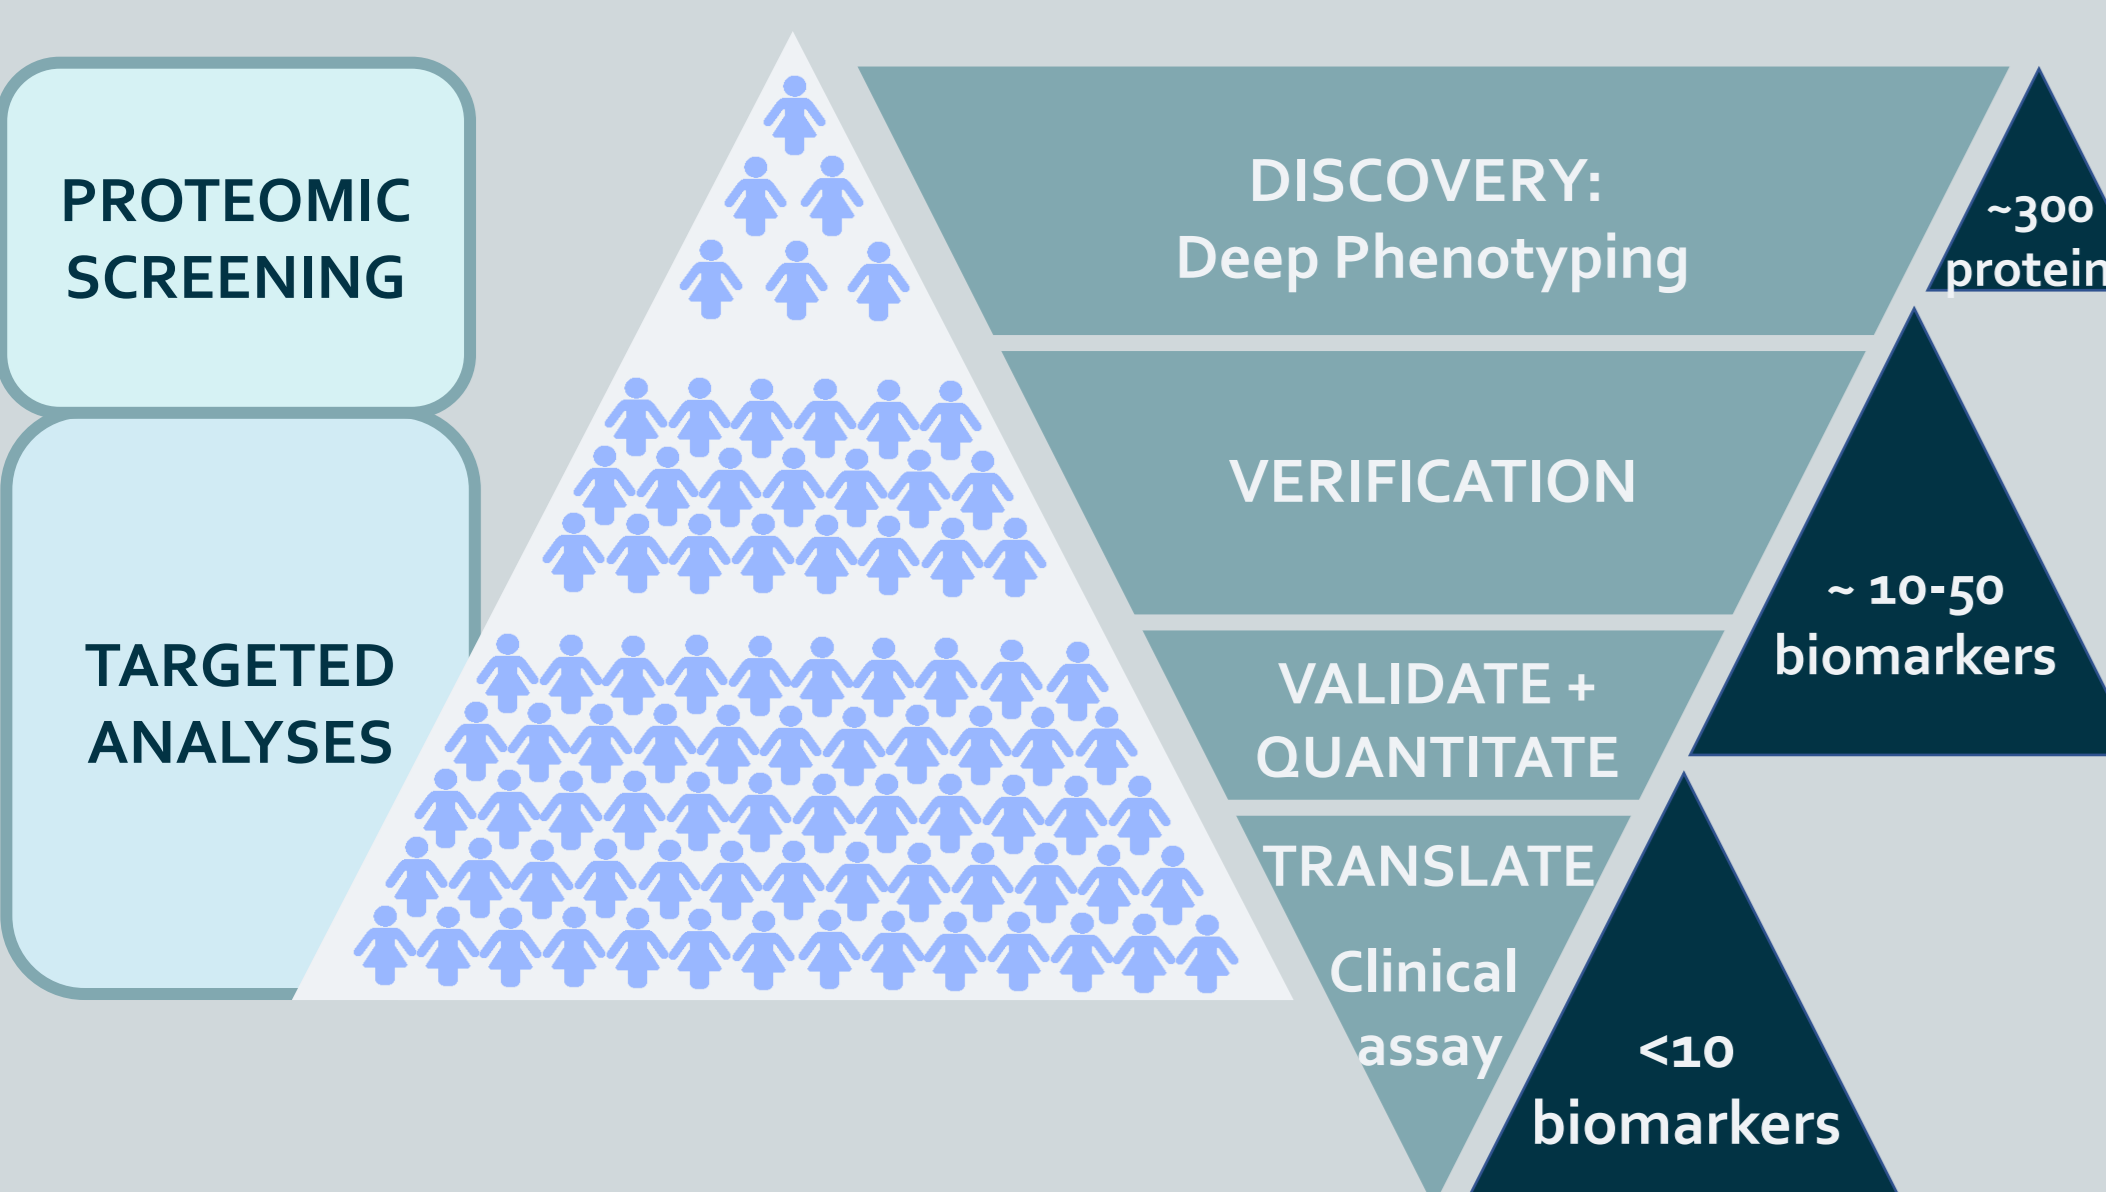 PROTEOMIC
SCREENING
TARGETED
ANALYSES
DISCOVERY:
Deep Phenotyping
VERIFICATION
VALIDATE +
QUANTITATE
TRANSLATE
Clinical
assay
~300
protein
~ 10-50
biomarkers
<10
biomarkers